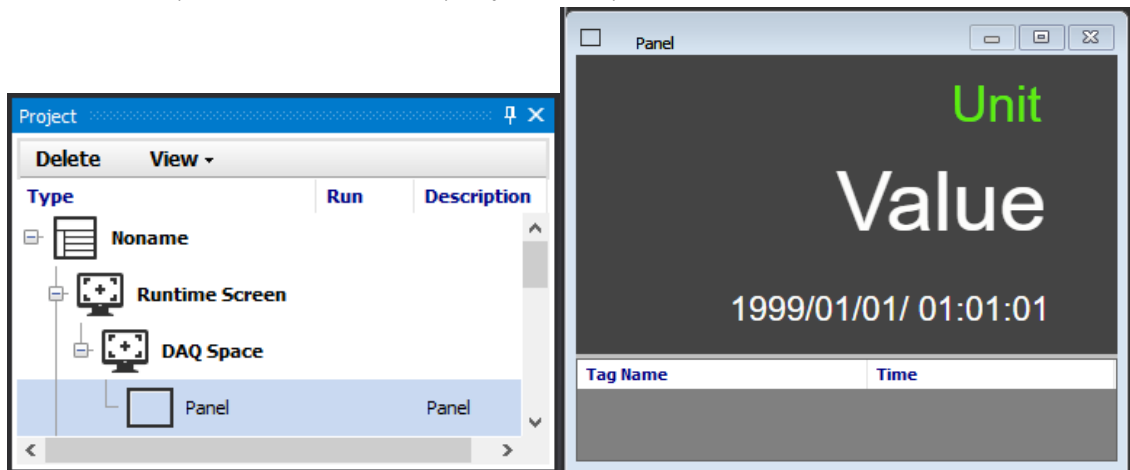 Project
Delete View
Type Run Description
Noname
Runtime Screen
DAQ Space
Panel Panel
Panel
Unit
Value
1999/01/01/ 01:01:01
Tag Name Time